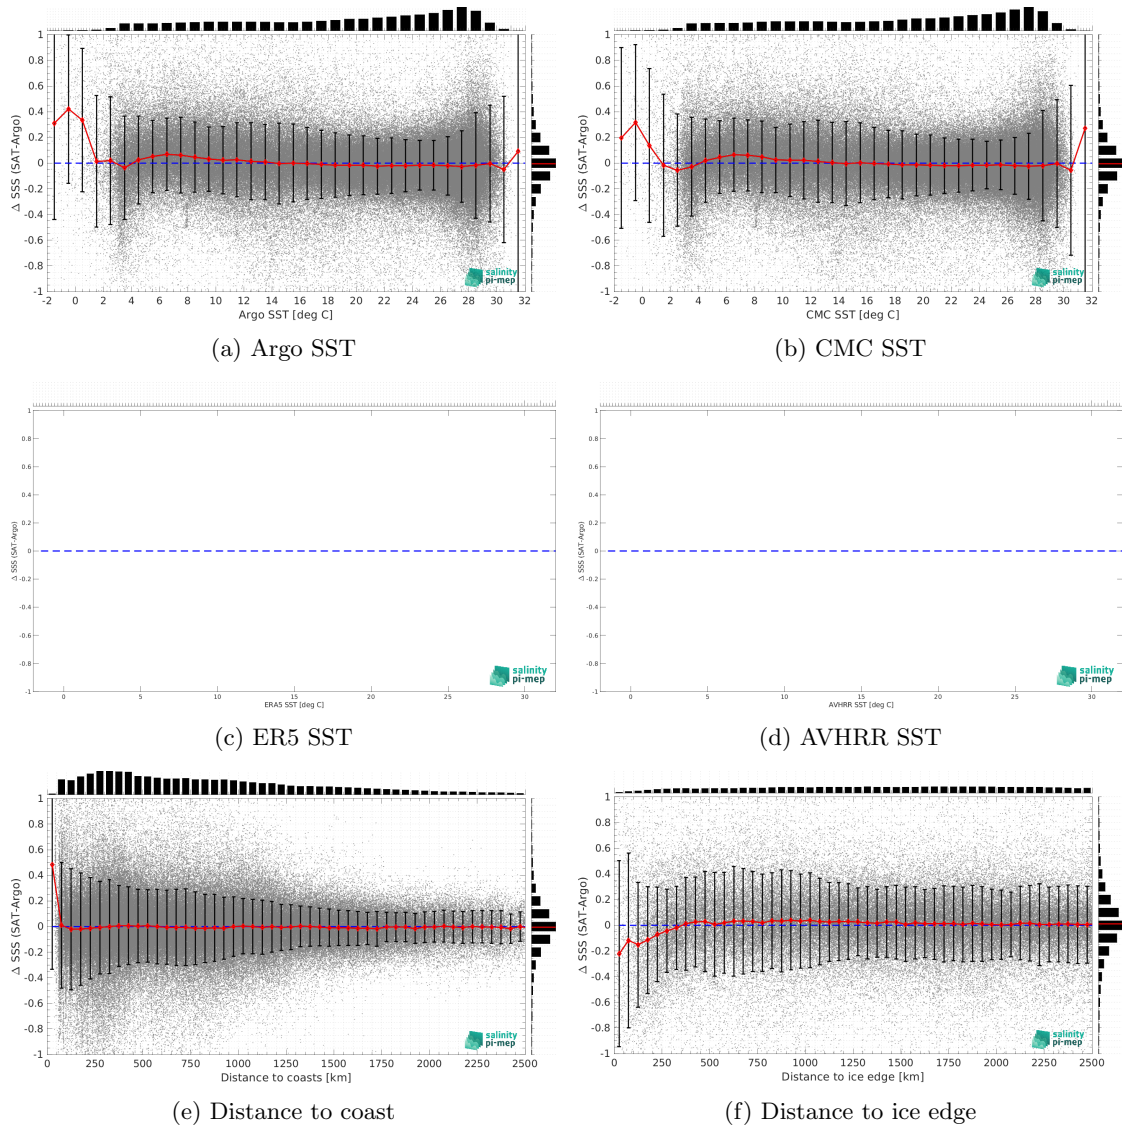 1
0.8
0.6
0.4
0.2
0
-0.2
-0.4
-0.6
-0.8
-1
Δ SSS (SAT-Argo)
salinity
pi-mep
-2 0 2 4 6 8 10 12 14 16 18 20 22 24 26 28 30 32
Argo SST [deg C]
(a) Argo SST
1
0.8
0.6
0.4
0.2
0
-0.2
-0.4
-0.6
-0.8
-1
Δ SSS (SAT-Argo)
salinity
pi-mep
-2 0 2 4 6 8 10 12 14 16 18 20 22 24 26 28 30 32
CMC SST [deg C]
(b) CMC SST
1
0.8
0.6
0.4
0.2
0
-0.2
-0.4
-0.6
-0.8
-1
Δ SSS (SAT-Argo)
salinity
pi-mep
0 5 10 15 20 25 30
ERA5 SST [deg C]
(c) ER5 SST
1
0.8
0.6
0.4
0.2
0
-0.2
-0.4
-0.6
-0.8
-1
Δ SSS (SAT-Argo)
salinity
pi-mep
0 5 10 15 20 25 30
AVHRR SST [deg C]
(d) AVHRR SST
1
0.8
0.6
0.4
0.2
0
-0.2
-0.4
-0.6
-0.8
-1
Δ SSS (SAT-Argo)
salinity
pi-mep
0 250 500 750 1000 1250 1500 1750 2000 2250 2500
Distance to coasts [km]
(e) Distance to coast
1
0.8
0.6
0.4
0.2
0
-0.2
-0.4
-0.6
-0.8
-1
Δ SSS (SAT-Argo)
salinity
pi-mep
0 250 500 750 1000 1250 1500 1750 2000 2250 2500
Distance to ice edge [km]
(f) Distance to ice edge